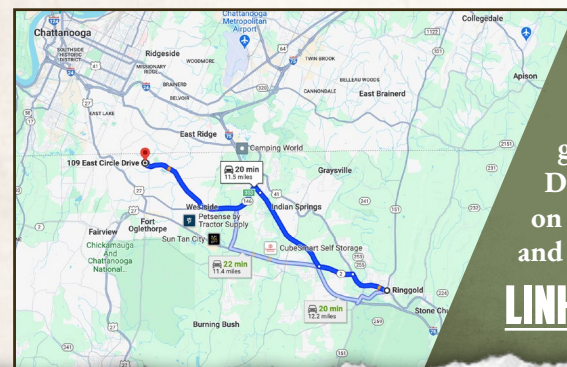 Chattanooga
Metropolitan
Airport
Collegedale
Chattanooga
SOUTHSIDE
HISTORIC
DISTRICT
Ridgeside
MISSIONARY
RIDGE
WOODMORE
TWIN BROOK
BRAINERD
BELVOIR
CANNONDALE
BELLEAU WOODS
East Brainerd
Apison
EAST LAKE
East Ridge
Camping World
109 East Circle Drive
20 min
11.5 miles
Graysville
Westside
Indian Springs
Petsense by
Tractor Supply
Fort
Oglethorpe
Fairview
Sun Tan City
CubeSmart Self Storage
Chickamauga
And
Chattanooga
National...
22 min
11.4 miles
Ringgold
20 min
12.2 miles
Stone Ch
Burning Bush
g
D
on
and
LINK